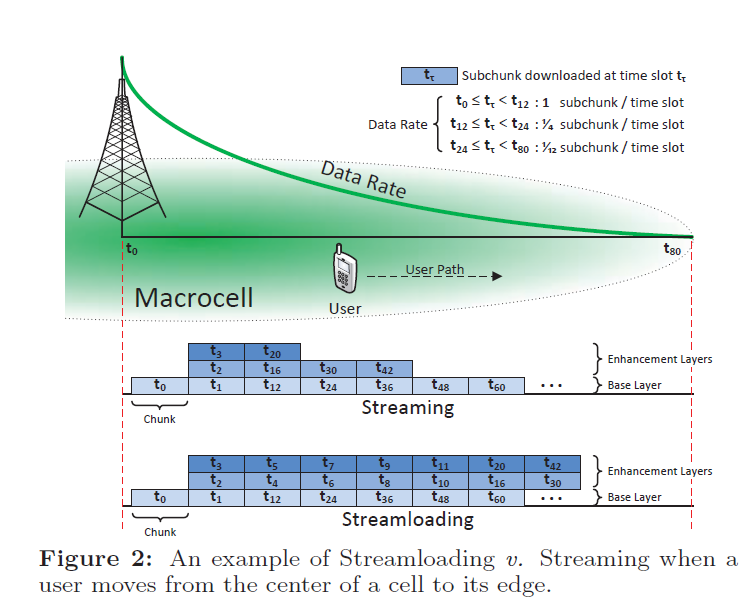 tτ Subchunk downloaded at time slot tτ
Data Rate
t0 ≤ tτ < t12 : 1 subchunk / time slot
t12 ≤ tτ < t24 : ¼ subchunk / time slot
t24 ≤ tτ < t80 : 1⁄12 subchunk / time slot
Data Rate
t0
t80
User Path
Macrocell
User
t3 t20
t2 t16 t30 t42
Enhancement Layers
t0 t1 t12 t24 t36 t48 t60 ...
Base Layer
Chunk
Streaming
t3 t5 t7 t9 t11 t20 t42
t2 t4 t6 t8 t10 t16 t30
Enhancement Layers
t0 t1 t12 t24 t36 t48 t60 ...
Base Layer
Chunk
Streamloading
Figure 2: An example of Streamloading v. Streaming when a
user moves from the center of a cell to its edge.